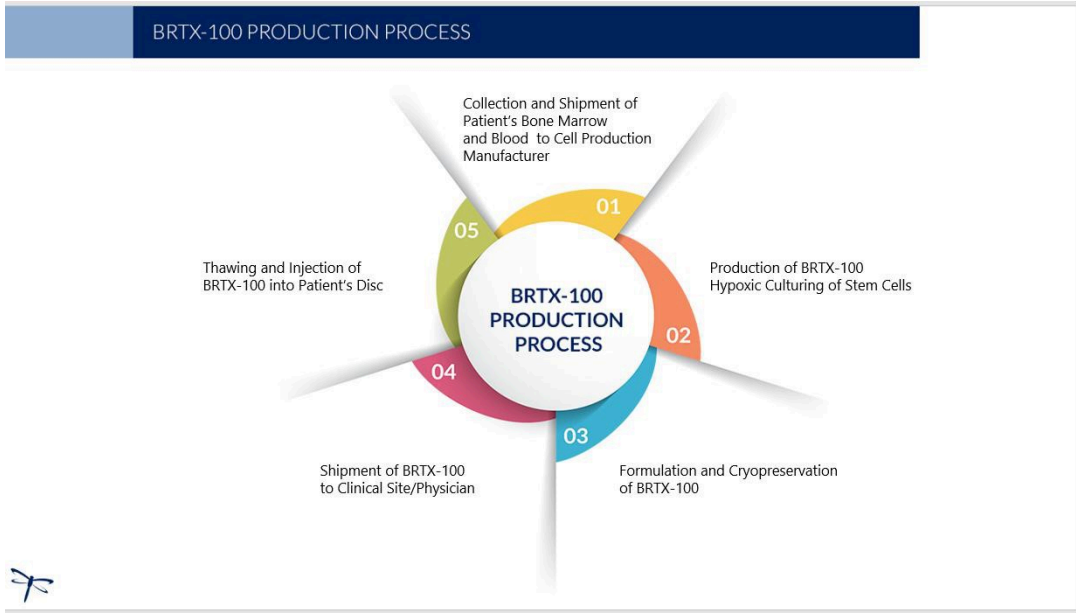 BRTX-100 PRODUCTION PROCESS
Collection and Shipment of
Patient's Bone Marrow
and Blood to Cell Production
Manufacturer
01
Production of BRTX-100
Hypoxic Culturing of Stem Cells
02
Formulation and Cryopreservation
of BRTX-100
03
Shipment of BRTX-100
to Clinical Site/Physician
04
Thawing and Injection of
BRTX-100 into Patient's Disc
05
BRTX-100
PRODUCTION
PROCESS